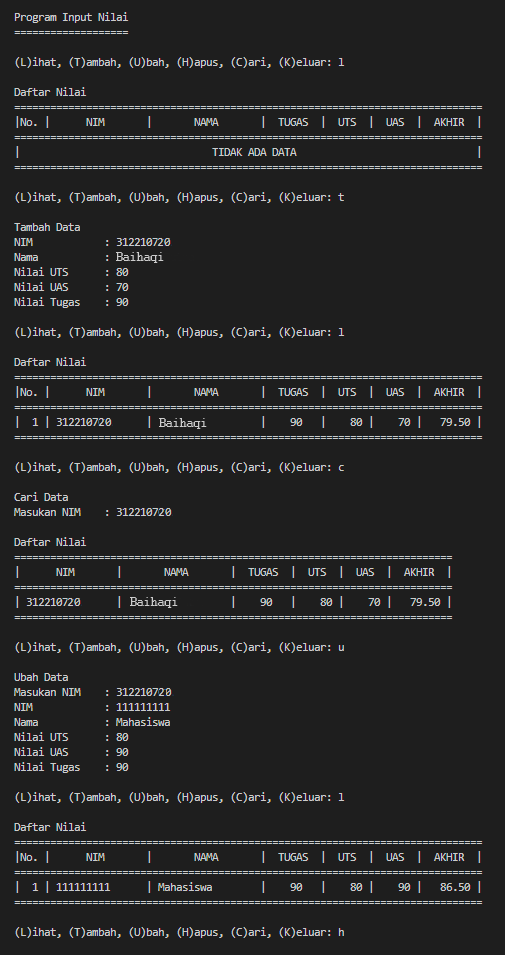 Program Input Nilai
===================
(L)ihat, (T)ambah, (U)bah, (H)apus, (C)ari, (K)eluar: l
Daftar Nilai
==============================================================================
|No. |      NIM       |       NAMA       |  TUGAS  |  UTS  |  UAS  |  AKHIR  |
==============================================================================
|                                TIDAK ADA DATA                              |
==============================================================================
(L)ihat, (T)ambah, (U)bah, (H)apus, (C)ari, (K)eluar: t
Tambah Data
NIM            : 312210720
Nama           : Baihaqi
Nilai UTS      : 80
Nilai UAS      : 70
Nilai Tugas    : 90
(L)ihat, (T)ambah, (U)bah, (H)apus, (C)ari, (K)eluar: l
Daftar Nilai
==============================================================================
|No. |      NIM       |       NAMA       |  TUGAS  |  UTS  |  UAS  |  AKHIR  |
==============================================================================
|  1 | 312210720      | Baihaqi          |    90   |    80 |    70 |   79.50 |
==============================================================================
(L)ihat, (T)ambah, (U)bah, (H)apus, (C)ari, (K)eluar: c
Cari Data
Masukan NIM    : 312210720
Daftar Nilai
=========================================================================
|      NIM       |       NAMA       |  TUGAS  |  UTS  |  UAS  |  AKHIR  |
=========================================================================
| 312210720      | Baihaqi          |    90   |    80 |    70 |   79.50 |
=========================================================================
(L)ihat, (T)ambah, (U)bah, (H)apus, (C)ari, (K)eluar: u
Ubah Data
Masukan NIM    : 312210720
NIM            : 111111111
Nama           : Mahasiswa
Nilai UTS      : 80
Nilai UAS      : 90
Nilai Tugas    : 90
(L)ihat, (T)ambah, (U)bah, (H)apus, (C)ari, (K)eluar: l
Daftar Nilai
==============================================================================
|No. |      NIM       |       NAMA       |  TUGAS  |  UTS  |  UAS  |  AKHIR  |
==============================================================================
|  1 | 111111111      | Mahasiswa        |    90   |    80 |    90 |   86.50 |
==============================================================================
(L)ihat, (T)ambah, (U)bah, (H)apus, (C)ari, (K)eluar: h